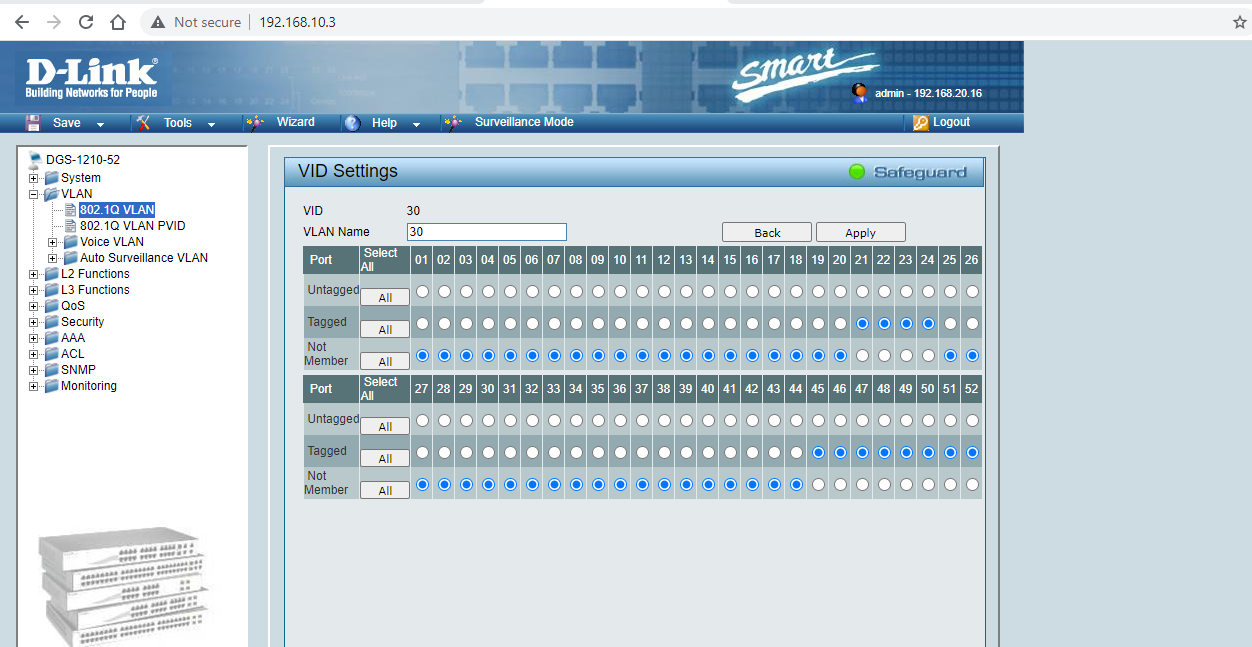 Not secure 192.168.10.3
D-Link®
Building Networks for People
smart
admin - 192.168.20.16
Save Tools Wizard Help Surveillance Mode Logout
DGS-1210-52
System
VLAN
802.1Q VLAN
802.1Q VLAN PVID
Voice VLAN
Auto Surveillance VLAN
L2 Functions
L3 Functions
QoS
Security
AAA
ACL
SNMP
Monitoring
VID Settings Safeguard
VID 30
VLAN Name 30 Back Apply
Port Select All 01 02 03 04 05 06 07 08 09 10 11 12 13 14 15 16 17 18 19 20 21 22 23 24 25 26
Untagged All
Tagged All
Not Member All
Port Select All 27 28 29 30 31 32 33 34 35 36 37 38 39 40 41 42 43 44 45 46 47 48 49 50 51 52
Untagged All
Tagged All
Not Member All